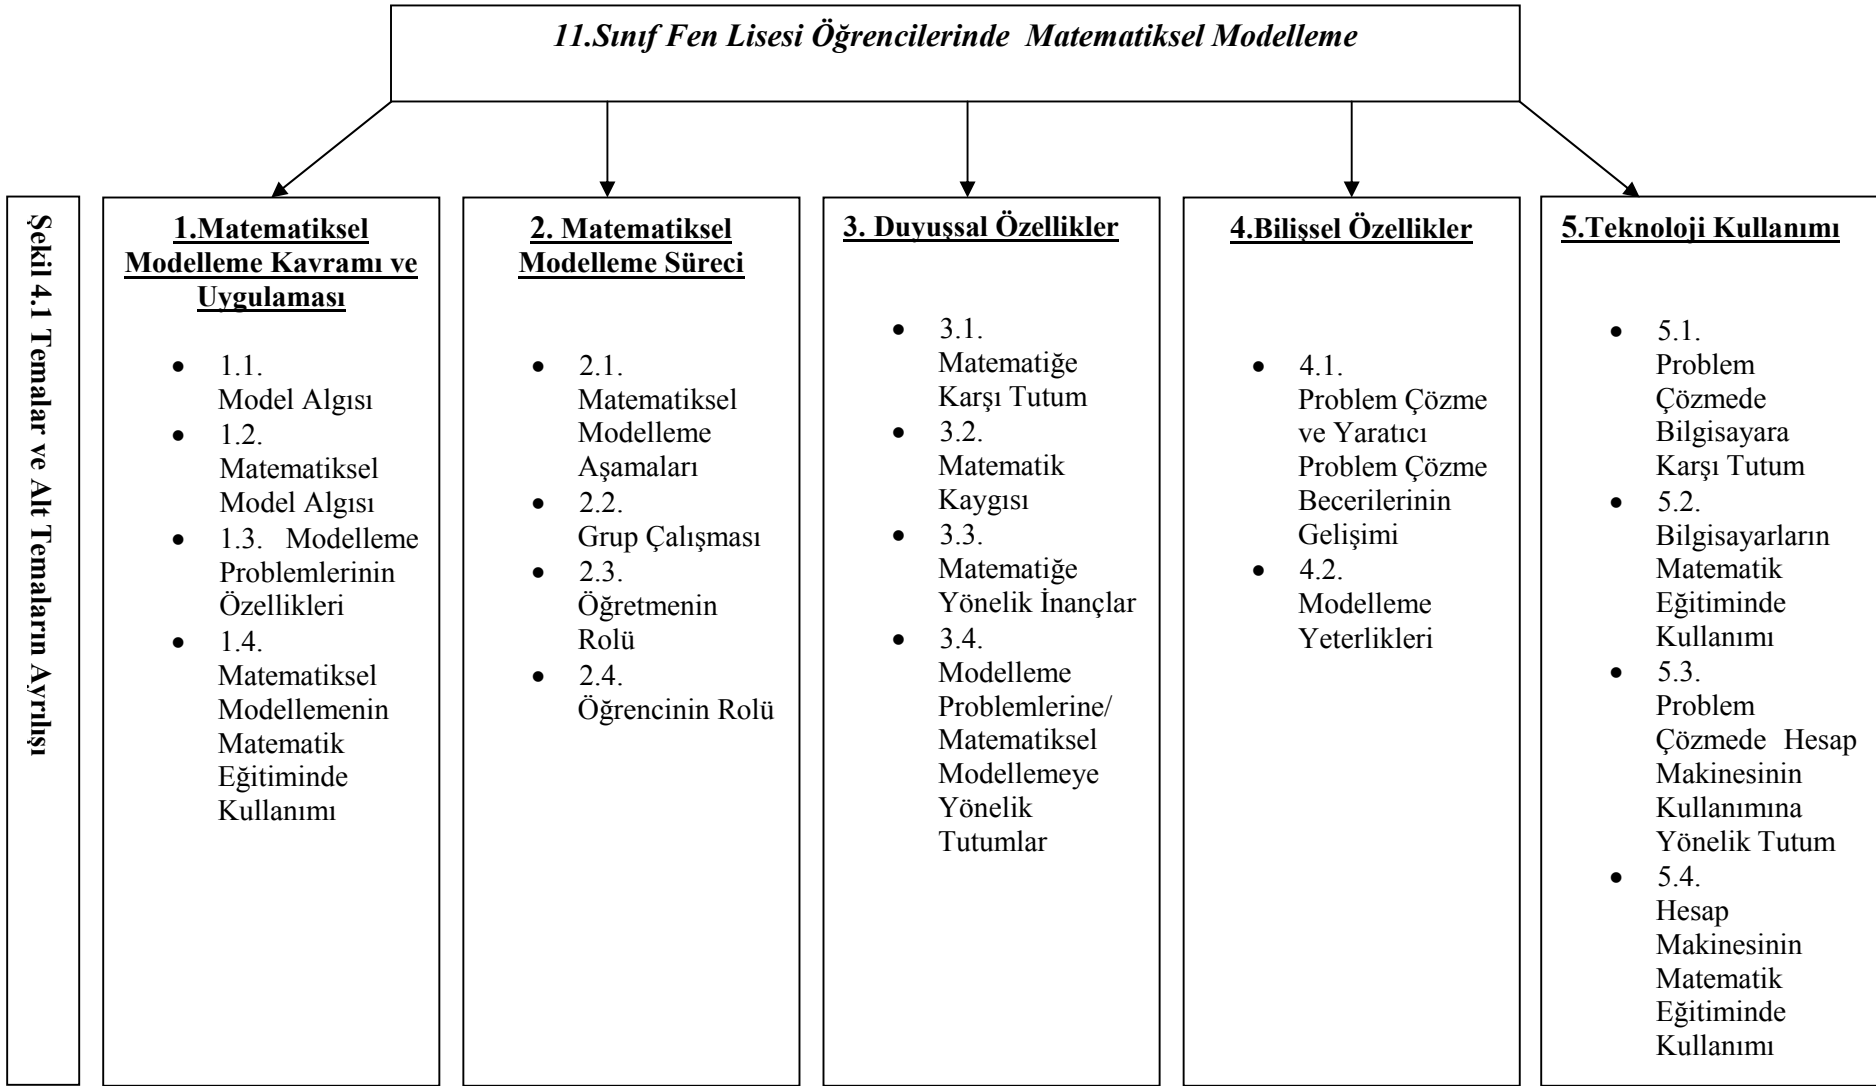 11.Sınıf Fen Lisesi Öğrencilerinde Matematiksel Modelleme
Şekil 4.1 Temalar ve Alt Temaların Ayrılışı
1.Matematiksel
Modelleme Kavramı ve
Uygulaması
• 1.1.
Model Algısı
• 1.2.
Matematiksel
Model Algısı
• 1.3. Modelleme
Problemlerinin
Özellikleri
• 1.4.
Matematiksel
Modellemenin
Matematik
Eğitiminde
Kullanımı
2. Matematiksel
Modelleme Süreci
• 2.1.
Matematiksel
Modelleme
Aşamaları
• 2.2.
Grup Çalışması
• 2.3.
Öğretmenin
Rolü
• 2.4.
Öğrencinin Rolü
3. Duyuşsal Özellikler
• 3.1.
Matematiğe
Karşı Tutum
• 3.2.
Matematik
Kaygısı
• 3.3.
Matematiğe
Yönelik İnançlar
• 3.4.
Modelleme
Problemlerine/
Matematiksel
Modellemeye
Yönelik
Tutumlar
4.Bilişsel Özellikler
• 4.1.
Problem Çözme
ve Yaratıcı
Problem Çözme
Becerilerinin
Gelişimi
• 4.2.
Modelleme
Yeterlikleri
5.Teknoloji Kullanımı
• 5.1.
Problem
Çözmede
Bilgisayara
Karşı Tutum
• 5.2.
Bilgisayarların
Matematik
Eğitiminde
Kullanımı
• 5.3.
Problem
Çözmede Hesap
Makinesinin
Kullanımına
Yönelik Tutum
• 5.4.
Hesap
Makinesinin
Matematik
Eğitiminde
Kullanımı